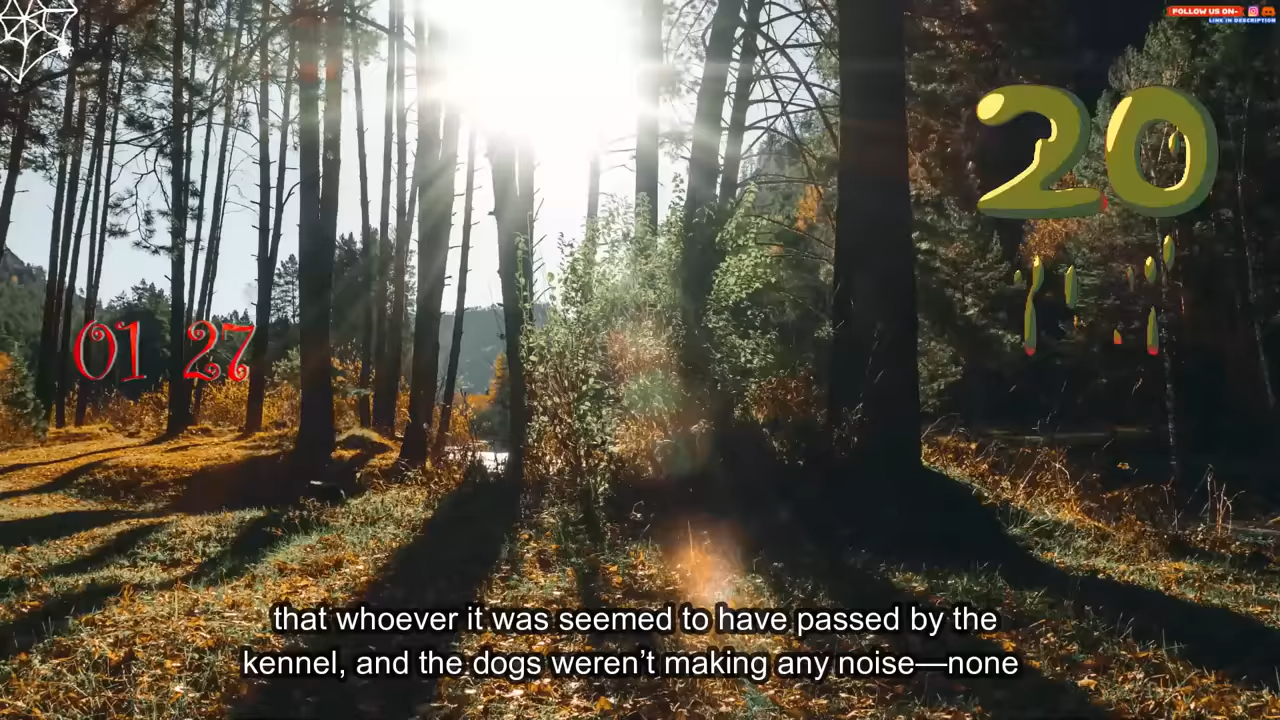 FOLLOW US ON-
LINK IN DESCRIPTION
20
01 27
that whoever it was seemed to have passed by the
kennel, and the dogs weren’t making any noise—none